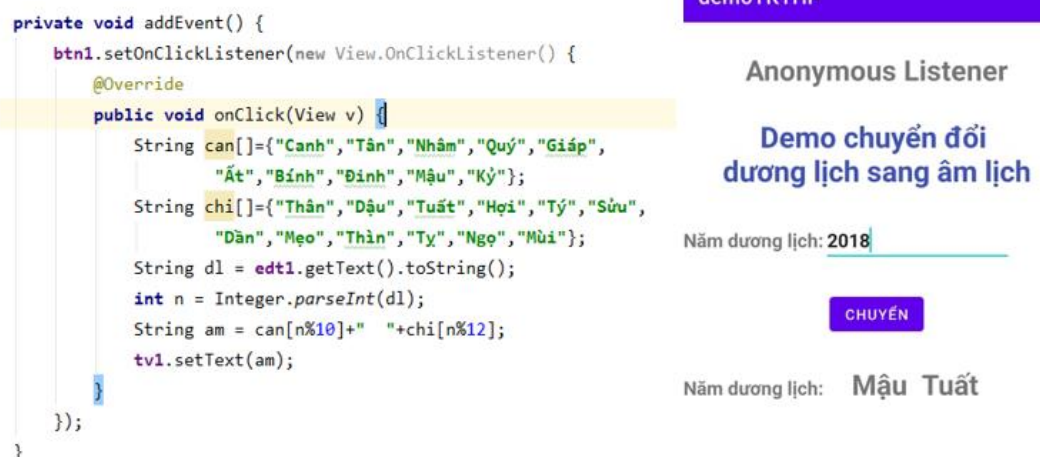 private void addEvent() {
btn1.setOnClickListener(new View.OnClickListener() {
@Override
public void onClick(View v) {
String can[]={"Canh","Tân","Nhâm","Quý","Giáp",
"Ất","Bính","Đinh","Mậu","Kỷ"};
String chi[]={"Thân","Dậu","Tuất","Hợi","Tý","Sửu",
"Dần","Mẹo","Thìn","Tỵ","Ngọ","Mùi"};
String dl = edt1.getText().toString();
int n = Integer.parseInt(dl);
String am = can[n%10]+"  "+chi[n%12];
tv1.setText(am);
}
});
}
Anonymous Listener
Demo chuyển đổi
dương lịch sang âm lịch
Năm dương lịch: 2018
CHUYỂN
Năm dương lịch: Mậu Tuất